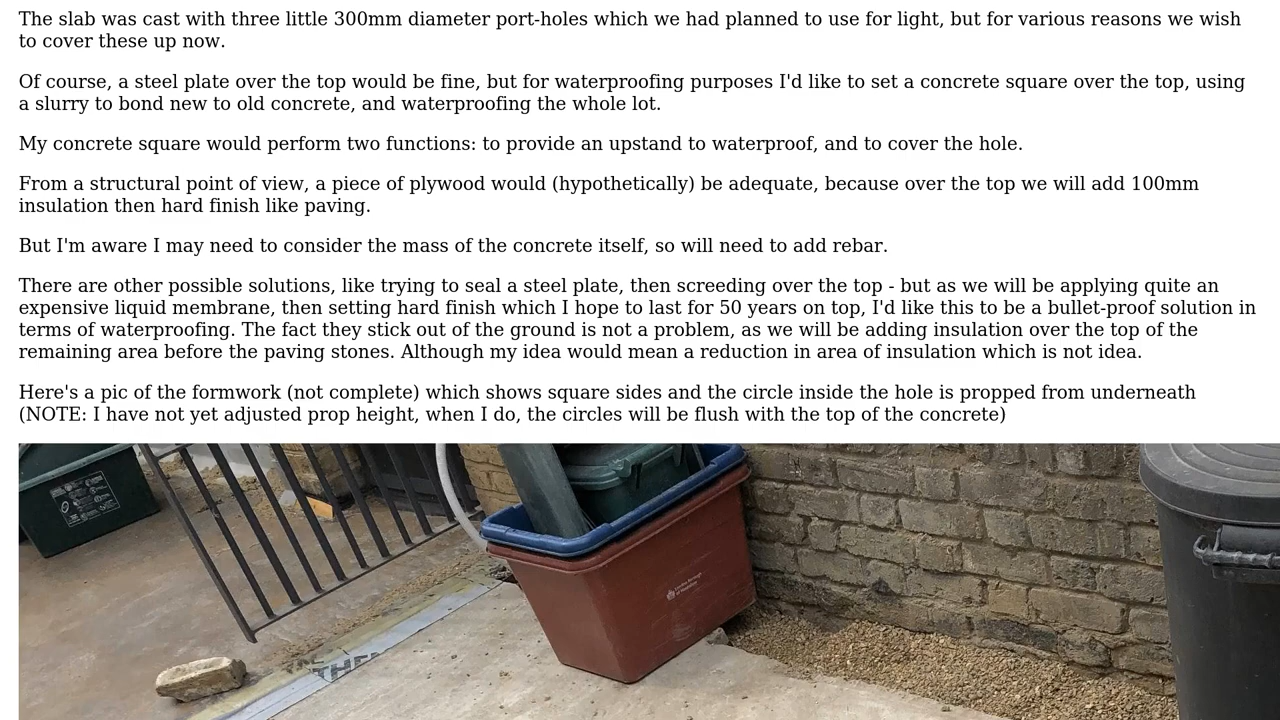 The slab was cast with three little 300mm diameter port-holes which we had planned to use for light, but for various reasons we wish
to cover these up now.
Of course, a steel plate over the top would be fine, but for waterproofing purposes I'd like to set a concrete square over the top, using
a slurry to bond new to old concrete, and waterproofing the whole lot.
My concrete square would perform two functions: to provide an upstand to waterproof, and to cover the hole.
From a structural point of view, a piece of plywood would (hypothetically) be adequate, because over the top we will add 100mm
insulation then hard finish like paving.
But I'm aware I may need to consider the mass of the concrete itself, so will need to add rebar.
There are other possible solutions, like trying to seal a steel plate, then screeding over the top - but as we will be applying quite an
expensive liquid membrane, then setting hard finish which I hope to last for 50 years on top, I'd like this to be a bullet-proof solution in
terms of waterproofing. The fact they stick out of the ground is not a problem, as we will be adding insulation over the top of the
remaining area before the paving stones. Although my idea would mean a reduction in area of insulation which is not idea.
Here's a pic of the formwork (not complete) which shows square sides and the circle inside the hole is propped from underneath
(NOTE: I have not yet adjusted prop height, when I do, the circles will be flush with the top of the concrete)